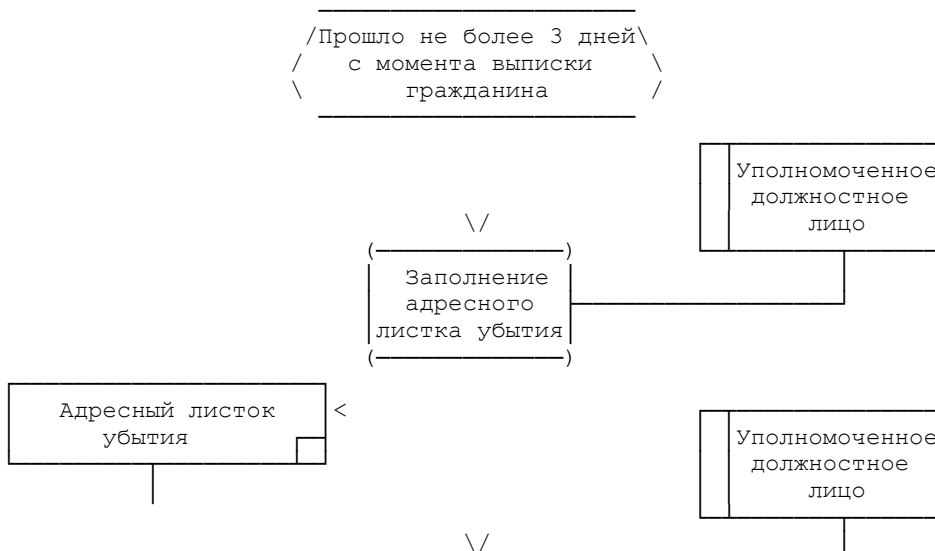 Прошло не более 3 дней
с момента выписки
гражданина
Уполномоченное
должностное
лицо
Заполнение
адресного
листка убытия
Адресный листок
убытия
Уполномоченное
должностное
лицо